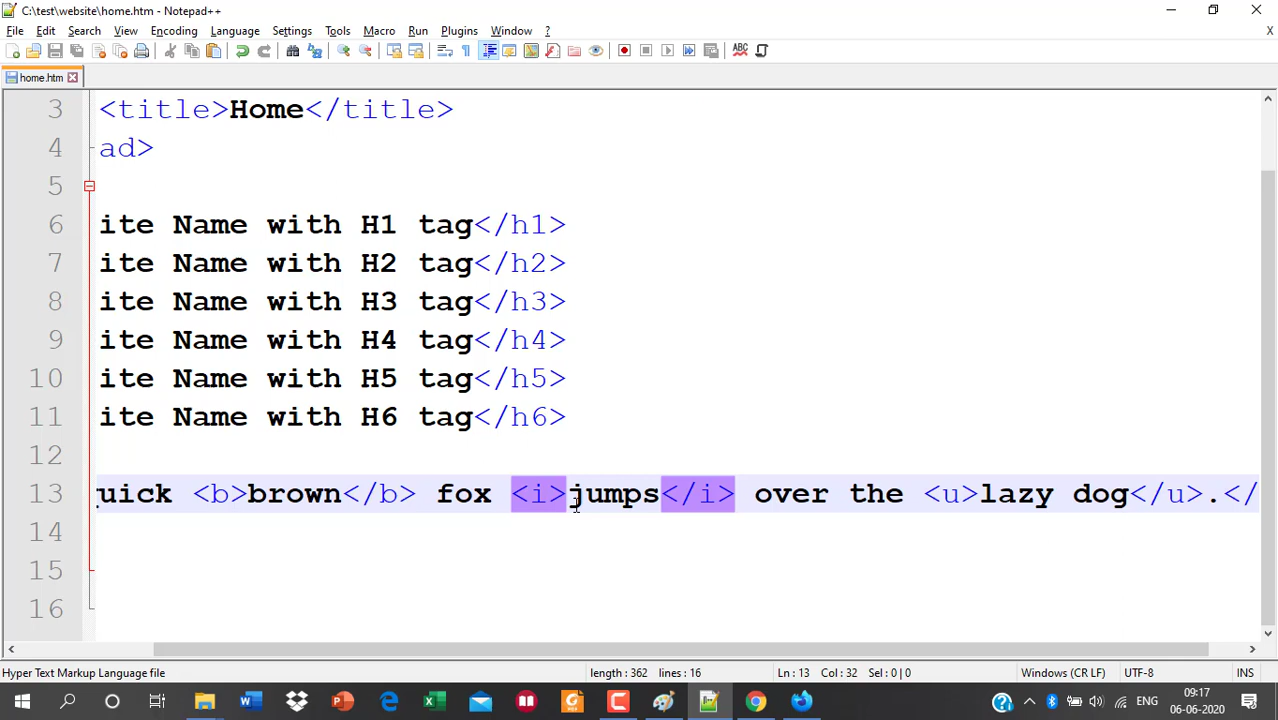 C:\test\website\home.htm - Notepad++
File Edit Search View Encoding Language Settings Tools Macro Run Plugins Window ? X
home.htm
3 <title>Home</title>
4 ad>
5
6 ite Name with H1 tag</h1>
7 ite Name with H2 tag</h2>
8 ite Name with H3 tag</h3>
9 ite Name with H4 tag</h4>
10 ite Name with H5 tag</h5>
11 ite Name with H6 tag</h6>
12
13 uick <b>brown</b> fox <i>jumps</i> over the <u>lazy dog</u>.</
14
15
16
Hyper Text Markup Language file length : 362 lines : 16 Ln : 13 Col : 32 Sel : 0 | 0 Windows (CR LF) UTF-8 INS
ENG 09:17
06-06-2020